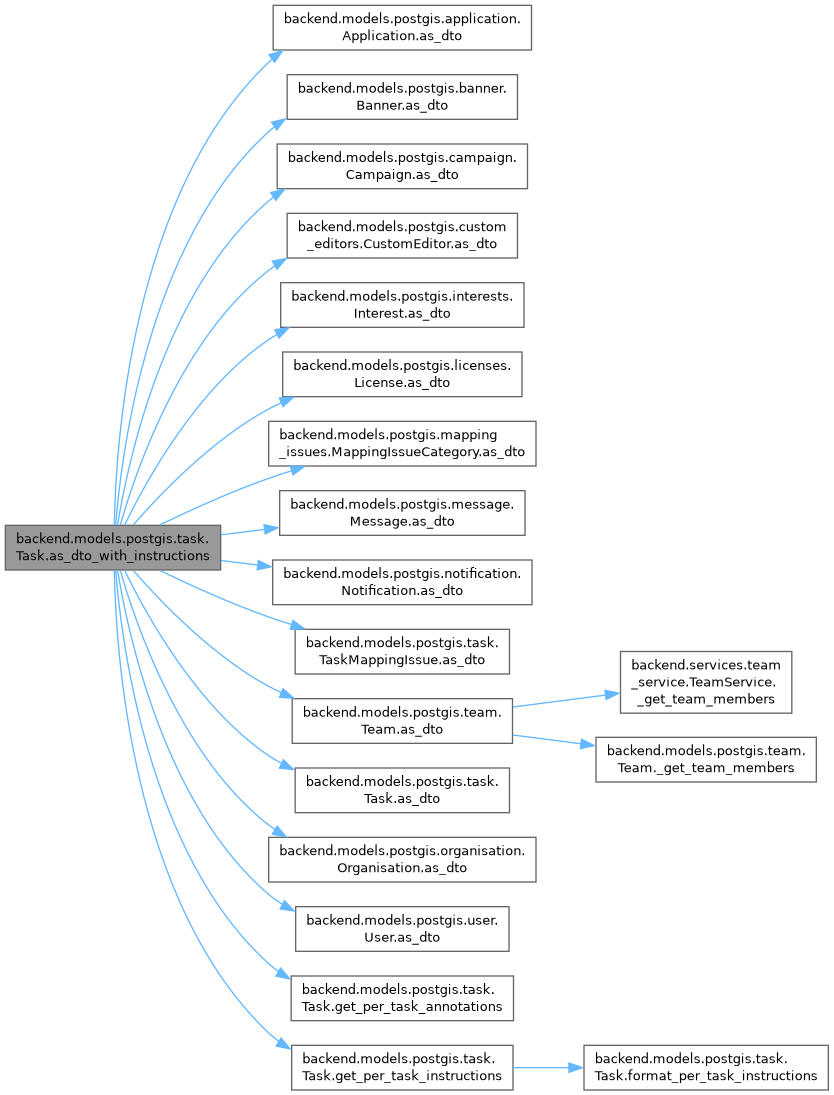 backend.models.postgis.application.
Application.as_dto
backend.models.postgis.banner.
Banner.as_dto
backend.models.postgis.campaign.
Campaign.as_dto
backend.models.postgis.custom
_editors.CustomEditor.as_dto
backend.models.postgis.interests.
Interest.as_dto
backend.models.postgis.licenses.
License.as_dto
backend.models.postgis.mapping
_issues.MappingIssueCategory.as_dto
backend.models.postgis.message.
Message.as_dto
backend.models.postgis.task.
Task.as_dto_with_instructions
backend.models.postgis.notification.
Notification.as_dto
backend.models.postgis.task.
TaskMappingIssue.as_dto
backend.services.team
_service.TeamService.
_get_team_members
backend.models.postgis.team.
Team.as_dto
backend.models.postgis.team.
Team._get_team_members
backend.models.postgis.task.
Task.as_dto
backend.models.postgis.organisation.
Organisation.as_dto
backend.models.postgis.user.
User.as_dto
backend.models.postgis.task.
Task.get_per_task_annotations
backend.models.postgis.task.
Task.get_per_task_instructions
backend.models.postgis.task.
Task.format_per_task_instructions